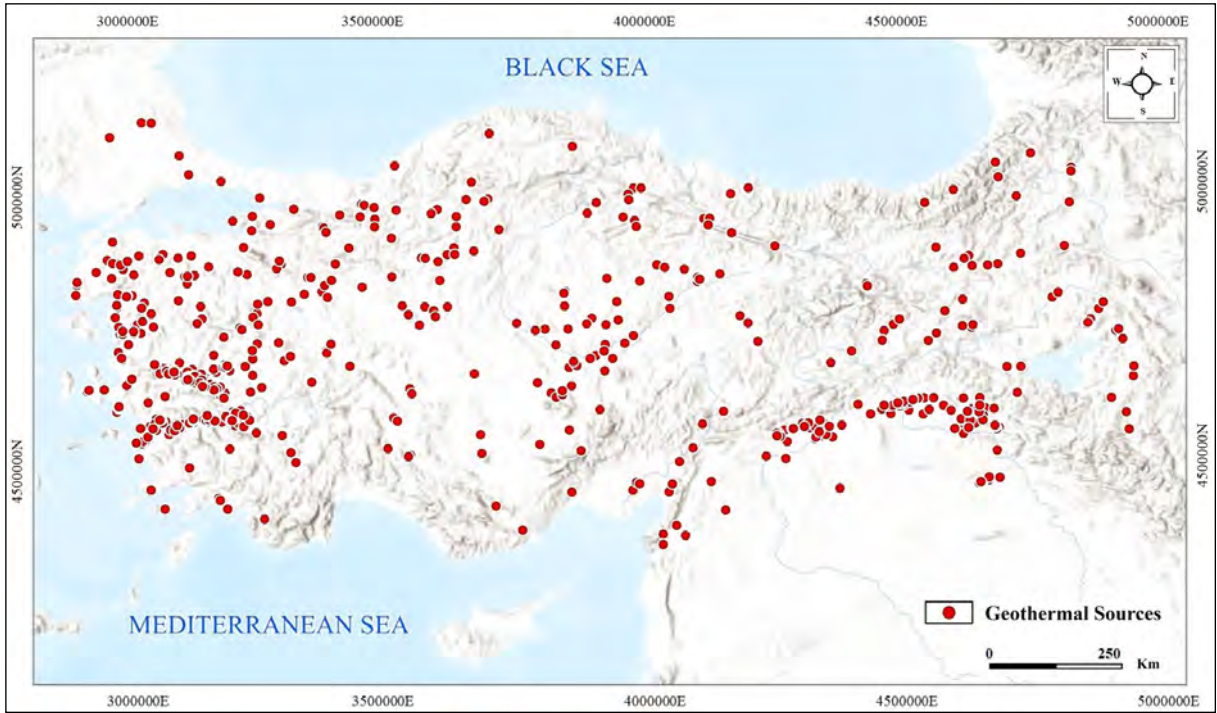 3000000E 3500000E 4000000E 4500000E 5000000E
BLACK SEA
N
W E
S
5000000N 5000000N
4500000N 4500000N
Geothermal Sources
MEDITERRANEAN SEA
0 250
Km
3000000E 3500000E 4000000E 4500000E 5000000E